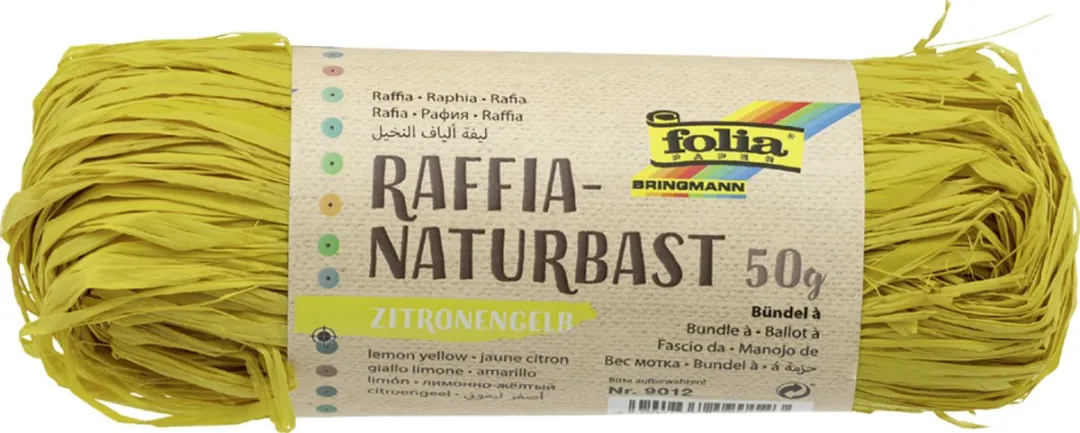 Raffia • Raphia • Rafia
Rafia • Рафия • Raffia
ليفة ألياف النخيل
RAFFIA-
NATURBAST 50g
ZITRONENGELB
lemon yellow • jaune citron
giallo limone • amarillo
limón • лимонно-жёлтый
citroengeel • أصفر ليموني
folia®
PAPER
BRINGMANN
Bündel à
Bundle à • Ballot à
Fascio da • Manojo de
Вес мотка • Bundel à • حزمة à
Bitte aufbewahren!
Nr. 9012